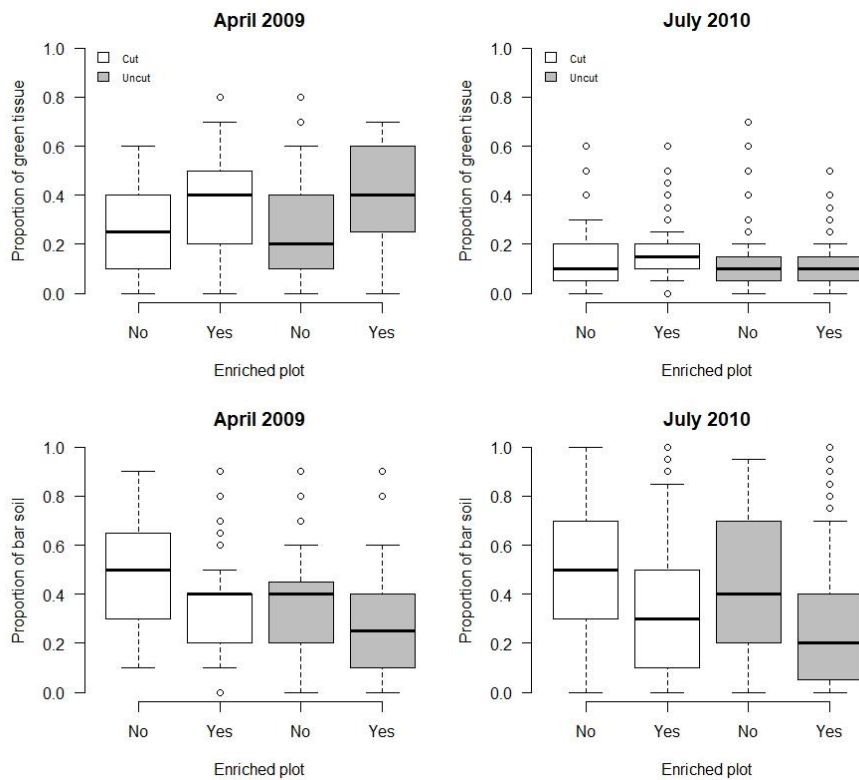 April 2009
Proportion of green tissue
1.0
0.8
0.6
0.4
0.2
0.0
Cut
Uncut
No
Yes
No
Yes
Enriched plot
July 2010
Proportion of green tissue
1.0
0.8
0.6
0.4
0.2
0.0
Cut
Uncut
No
Yes
No
Yes
Enriched plot
April 2009
Proportion of bar soil
1.0
0.8
0.6
0.4
0.2
0.0
No
Yes
No
Yes
Enriched plot
July 2010
Proportion of bar soil
1.0
0.8
0.6
0.4
0.2
0.0
No
Yes
No
Yes
Enriched plot